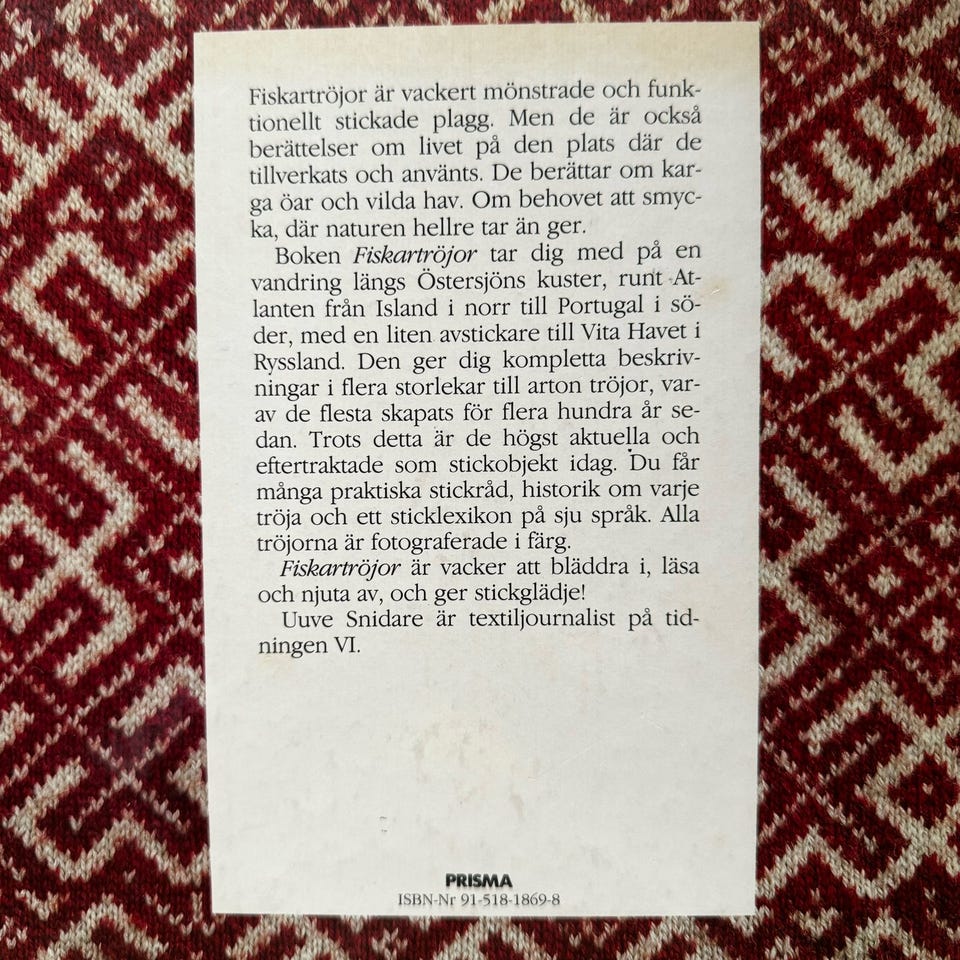 Fiskartröjor är vackert mönstrade och funk-
tionellt stickade plagg. Men de är också
berättelser om livet på den plats där de
tillverkats och använts. De berättar om kar-
ga öar och vilda hav. Om behovet att smyc-
ka, där naturen hellre tar än ger.
Boken Fiskartröjor tar dig med på en
vandring längs Östersjöns kuster, runt At-
lanten från Island i norr till Portugal i sö-
der, med en liten avstickare till Vita Havet i
Ryssland. Den ger dig kompletta beskriv-
ningar i flera storlekar till arton tröjor, var-
av de flesta skapats för flera hundra år se-
dan. Trots detta är de högst aktuella och
eftertraktade som stickobjekt idag. Du får
många praktiska stickråd, historik om varje
tröja och ett sticklexikon på sju språk. Alla
tröjorna är fotograferade i färg.
Fiskartröjor är vacker att bläddra i, läsa
och njuta av, och ger stickglädje!
Uuve Snidare är textiljournalist på tid-
ningen VI.
PRISMA
ISBN-Nr 91-518-1869-8